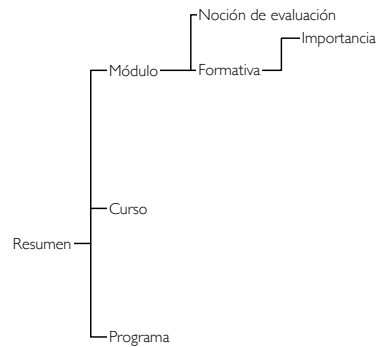 Noción de evaluación
Importancia
Módulo
Formativa
Curso
Resumen
Programa